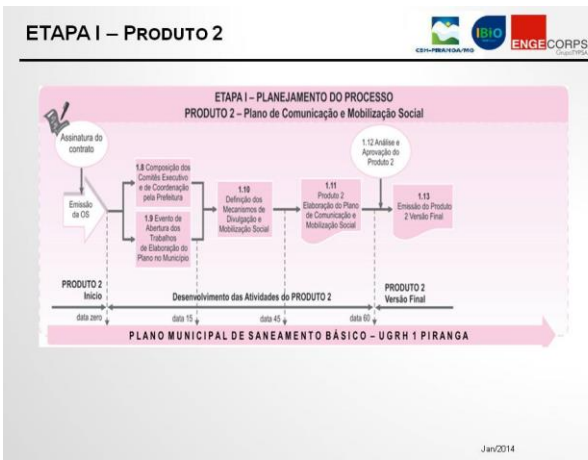 ETAPA I – PRODUTO 2
CBH-PIRANGA/MG
IBIO
ENGECORPS
Grupo TYPSA
ETAPA I – PLANEJAMENTO DO PROCESSO
PRODUTO 2 – Plano de Comunicação e Mobilização Social
Assinatura do
contrato
Emissão
da OS
1.8 Composição dos
Comitês Executivo
e de Coordenação
pela Prefeitura
1.9 Evento de
Abertura dos
Trabalhos
de Elaboração do
Plano no Município
1.10
Definição dos
Mecanismos de
Divulgação e
Mobilização Social
1.11
Produto 2
Elaboração do Plano
de Comunicação e
Mobilização Social
1.12 Análise e
Aprovação do
Produto 2
1.13
Emissão do Produto
2 Versão Final
PRODUTO 2
Início
Desenvolvimento das Atividades do PRODUTO 2
PRODUTO 2
Versão Final
data zero
data 15
data 45
data 60
PLANO MUNICIPAL DE SANEAMENTO BÁSICO – UGRH 1 PIRANGA
Jan/2014